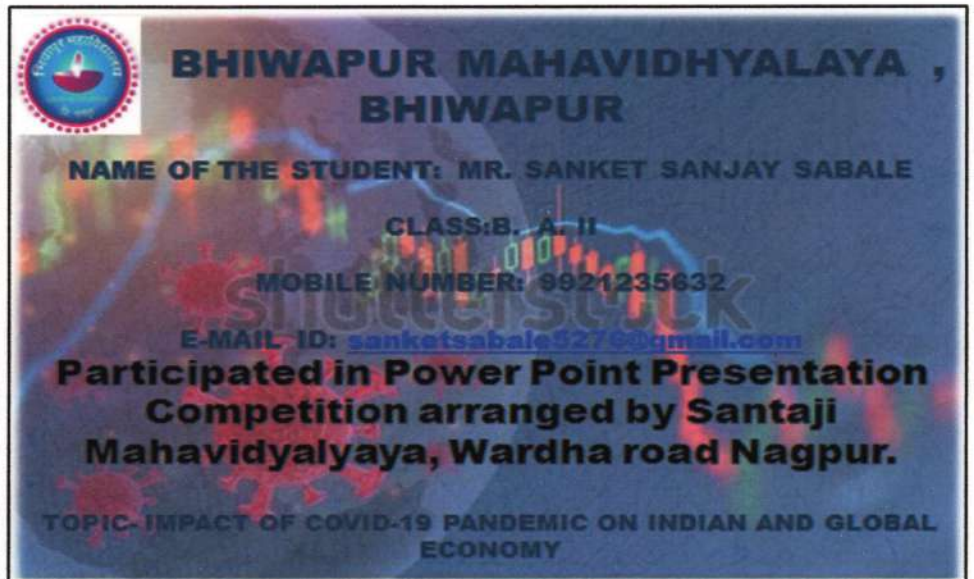 BHIWAPUR MAHAVIDHYALAYA ,
BHIWAPUR
NAME OF THE STUDENT: MR. SANKET SANJAY SABALE
CLASS:B. A. II
MOBILE NUMBER: 9921235632
shutterstock
E-MAIL ID: sanketsabale5276@gmail.com
Participated in Power Point Presentation
Competition arranged by Santaji
Mahavidyalyaya, Wardha road Nagpur.
TOPIC- IMPACT OF COVID-19 PANDEMIC ON INDIAN AND GLOBAL
ECONOMY